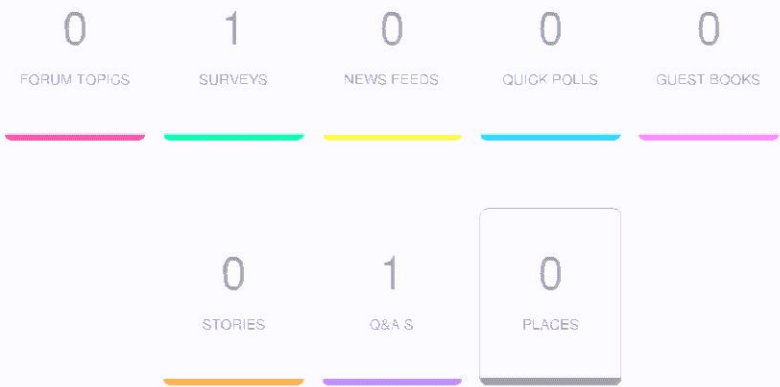 0 1 0 0 0
FORUM TOPICS SURVEYS NEWS FEEDS QUICK POLLS GUEST BOOKS
0 1 0
STORIES Q&A S PLACES